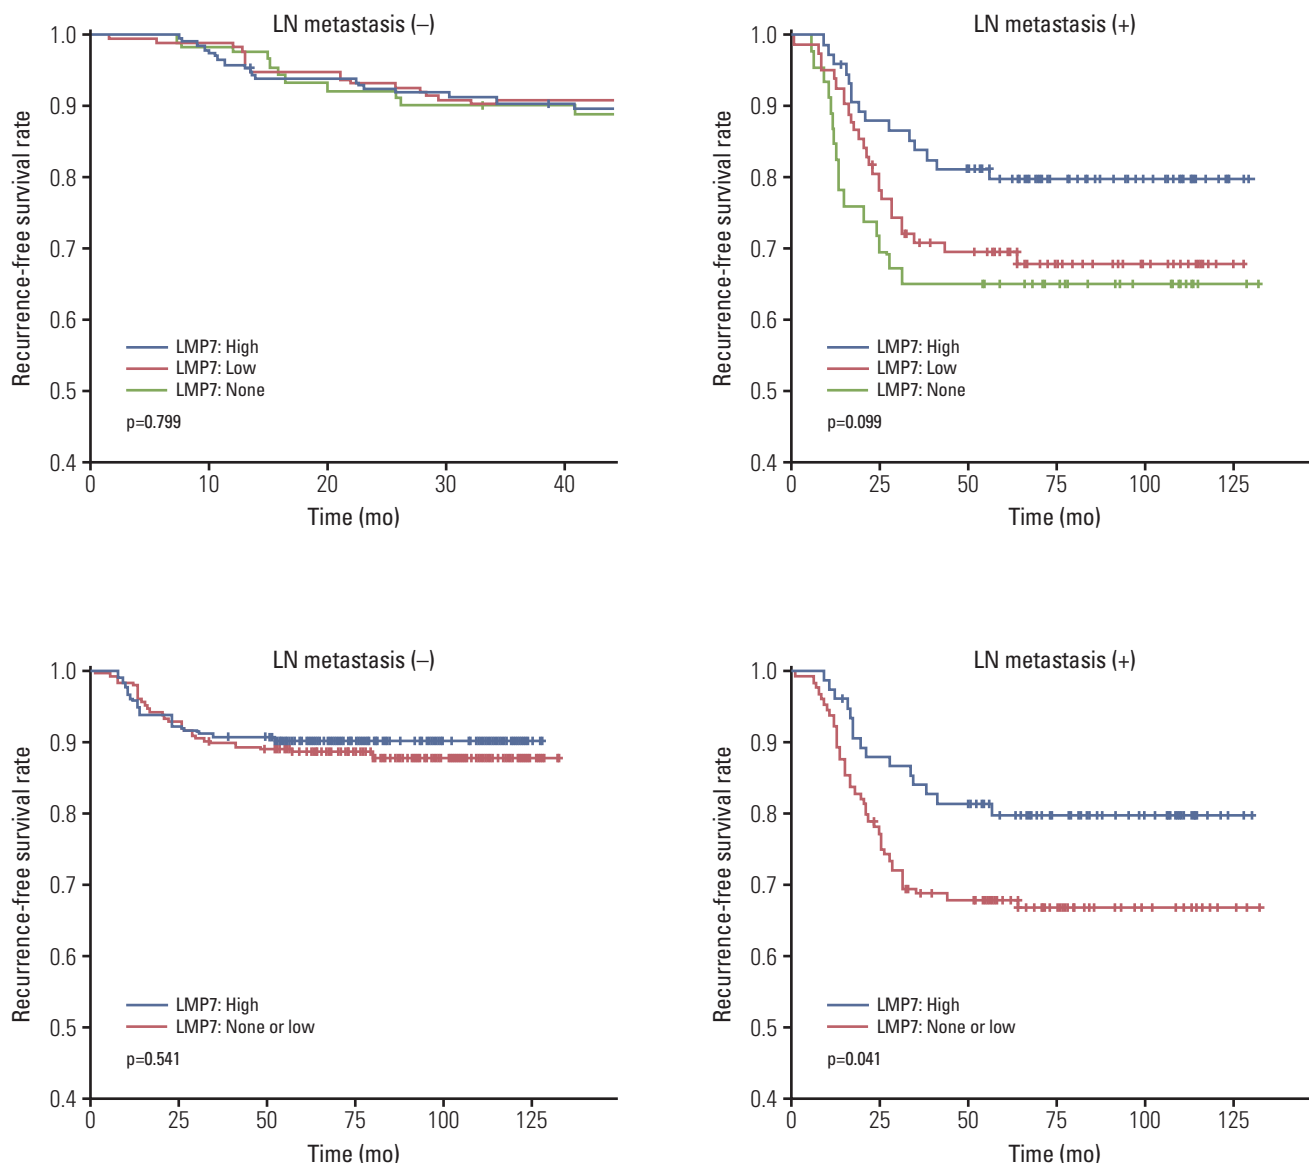 LN metastasis (–)
Recurrence-free survival rate
1.0
0.9
0.8
0.7
0.6
0.5
0.4
LMP7: High
LMP7: Low
LMP7: None
p=0.799
0 10 20 30 40
Time (mo)
LN metastasis (+)
Recurrence-free survival rate
1.0
0.9
0.8
0.7
0.6
0.5
0.4
LMP7: High
LMP7: Low
LMP7: None
p=0.099
0 25 50 75 100 125
Time (mo)
LN metastasis (–)
Recurrence-free survival rate
1.0
0.9
0.8
0.7
0.6
0.5
0.4
LMP7: High
LMP7: None or low
p=0.541
0 25 50 75 100 125
Time (mo)
LN metastasis (+)
Recurrence-free survival rate
1.0
0.9
0.8
0.7
0.6
0.5
0.4
LMP7: High
LMP7: None or low
p=0.041
0 25 50 75 100 125
Time (mo)